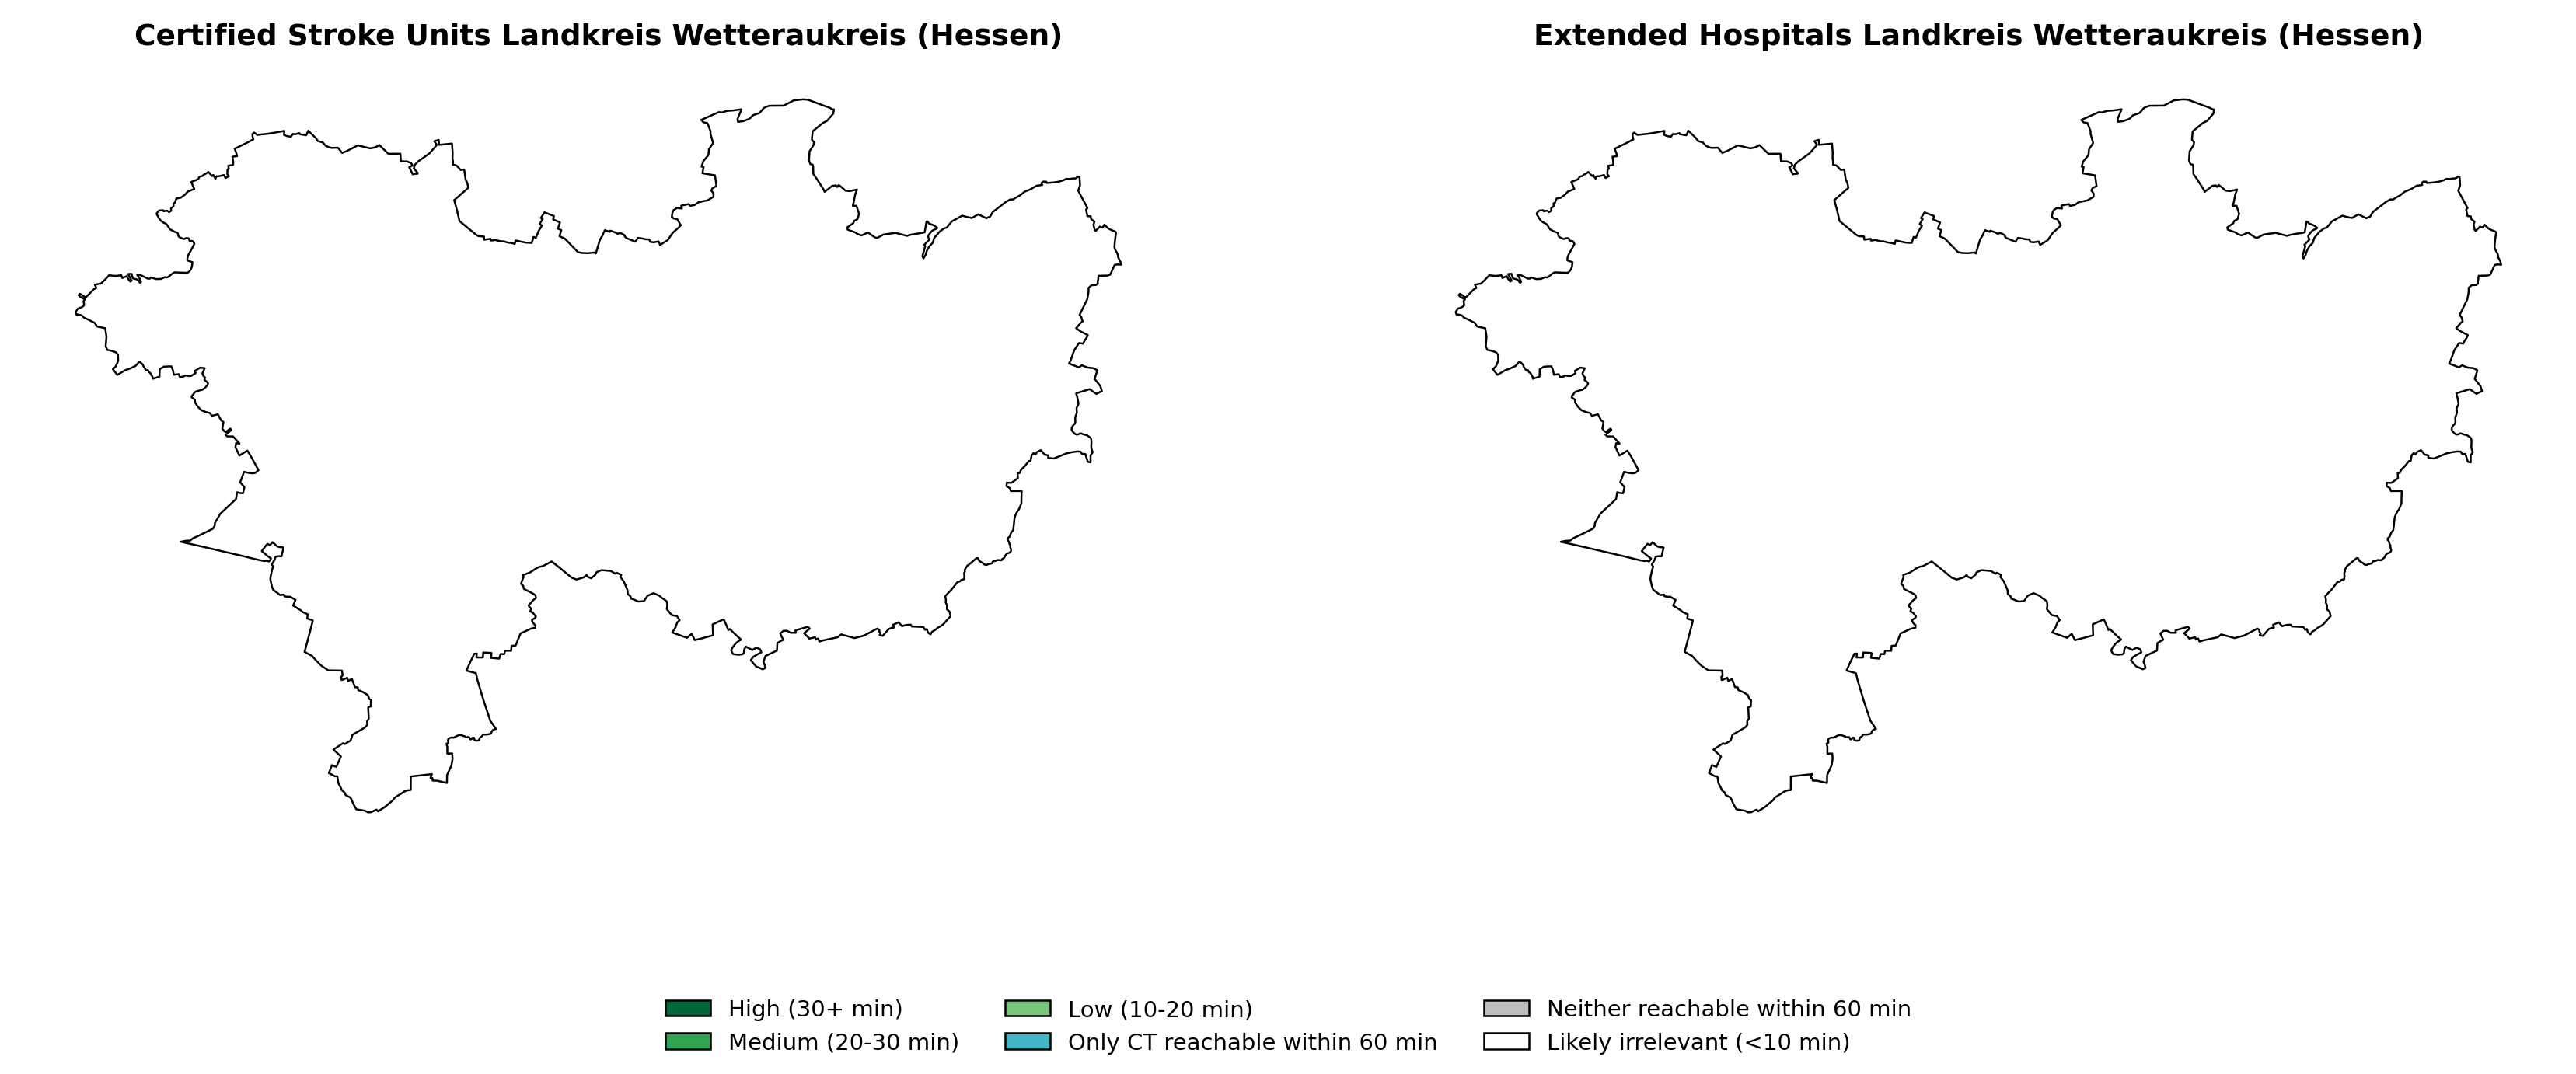 Certified Stroke Units Landkreis Wetteraukreis (Hessen)
Extended Hospitals Landkreis Wetteraukreis (Hessen)
High (30+ min)
Medium (20-30 min)
Low (10-20 min)
Only CT reachable within 60 min
Neither reachable within 60 min
Likely irrelevant (<10 min)